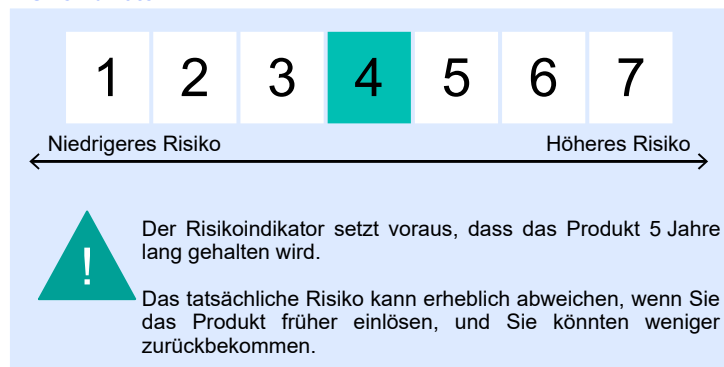 1 2 3 4 5 6 7
Niedrigeres Risiko Höheres Risiko
!
Der Risikoindikator setzt voraus, dass das Produkt 5 Jahre
lang gehalten wird.
Das tatsächliche Risiko kann erheblich abweichen, wenn Sie
das Produkt früher einlösen, und Sie könnten weniger
zurückbekommen.